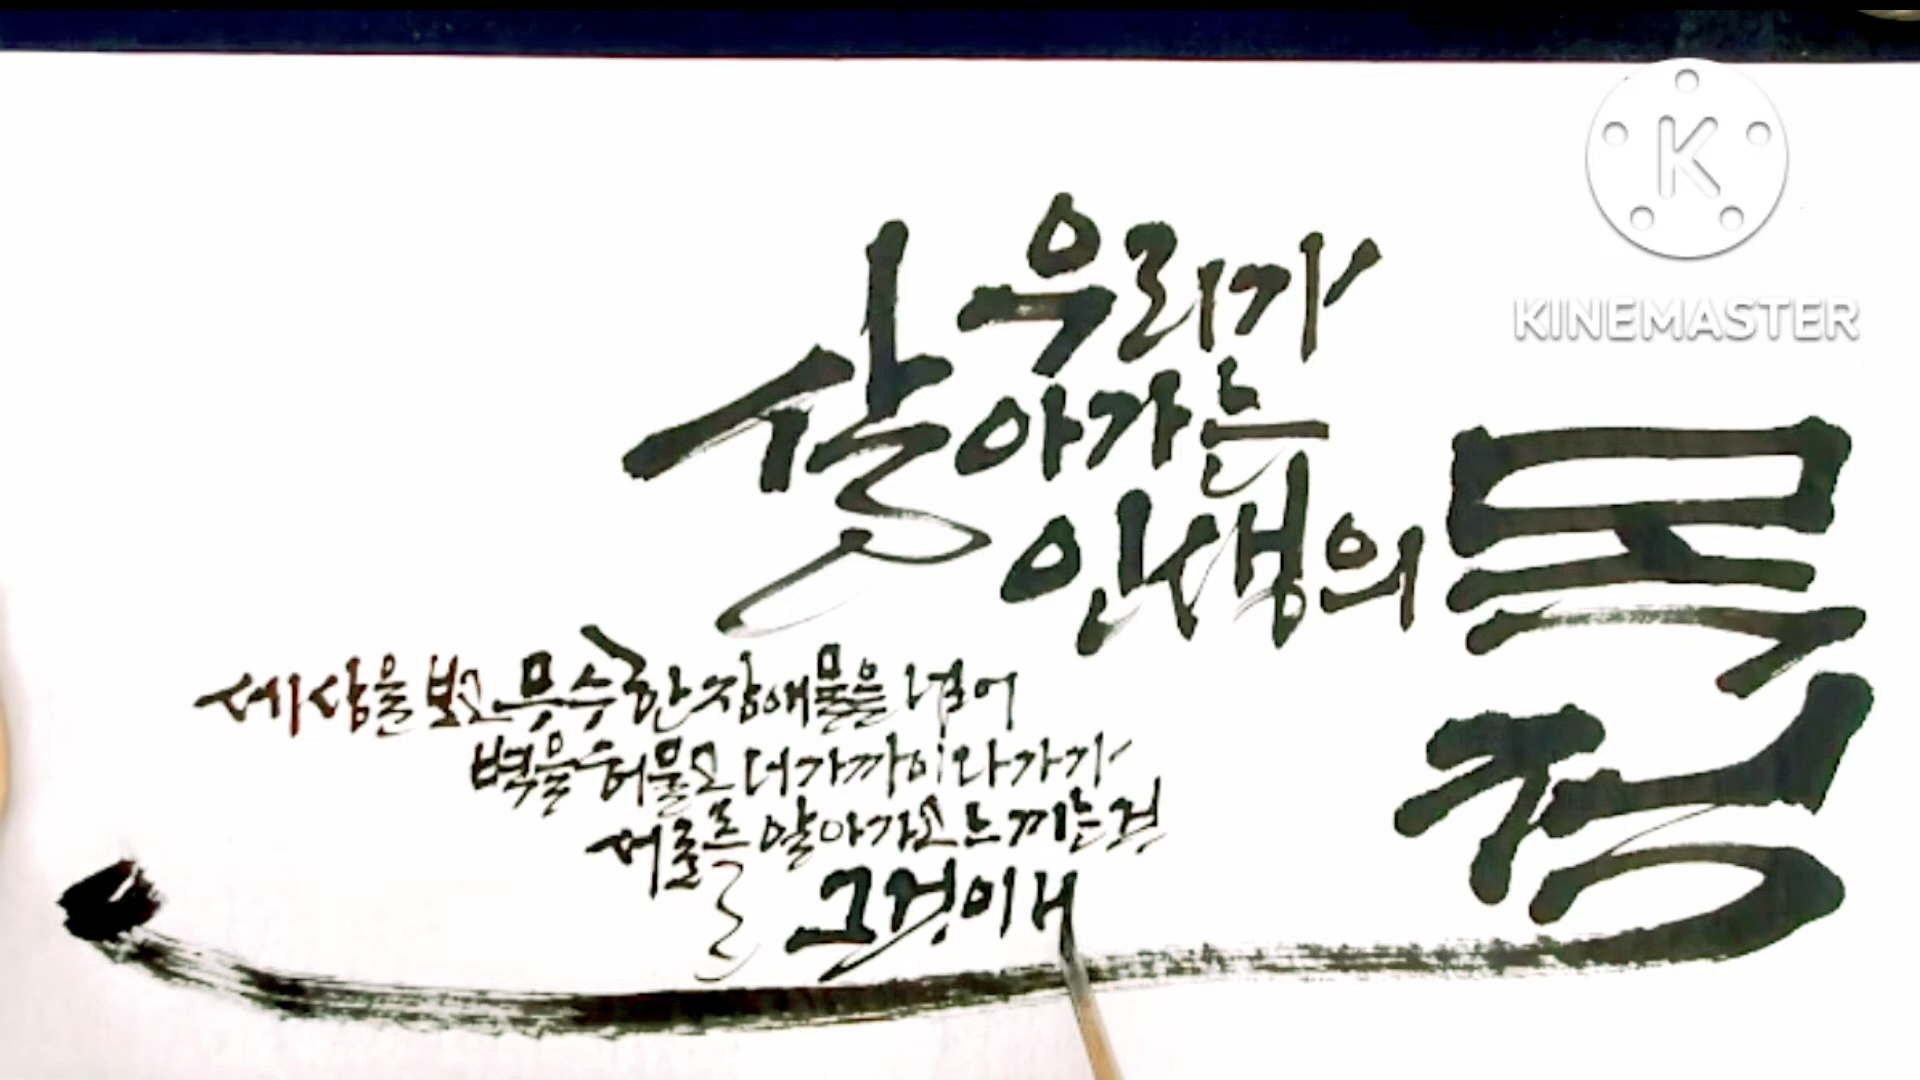 우리가
살아가는
인생의 목적
세상을 보고 무수한 장애물을 넘어
벽을 허물고 더 가까이 다가가
서로를 알아가고 느끼는 것
그것이 내
KINEMASTER